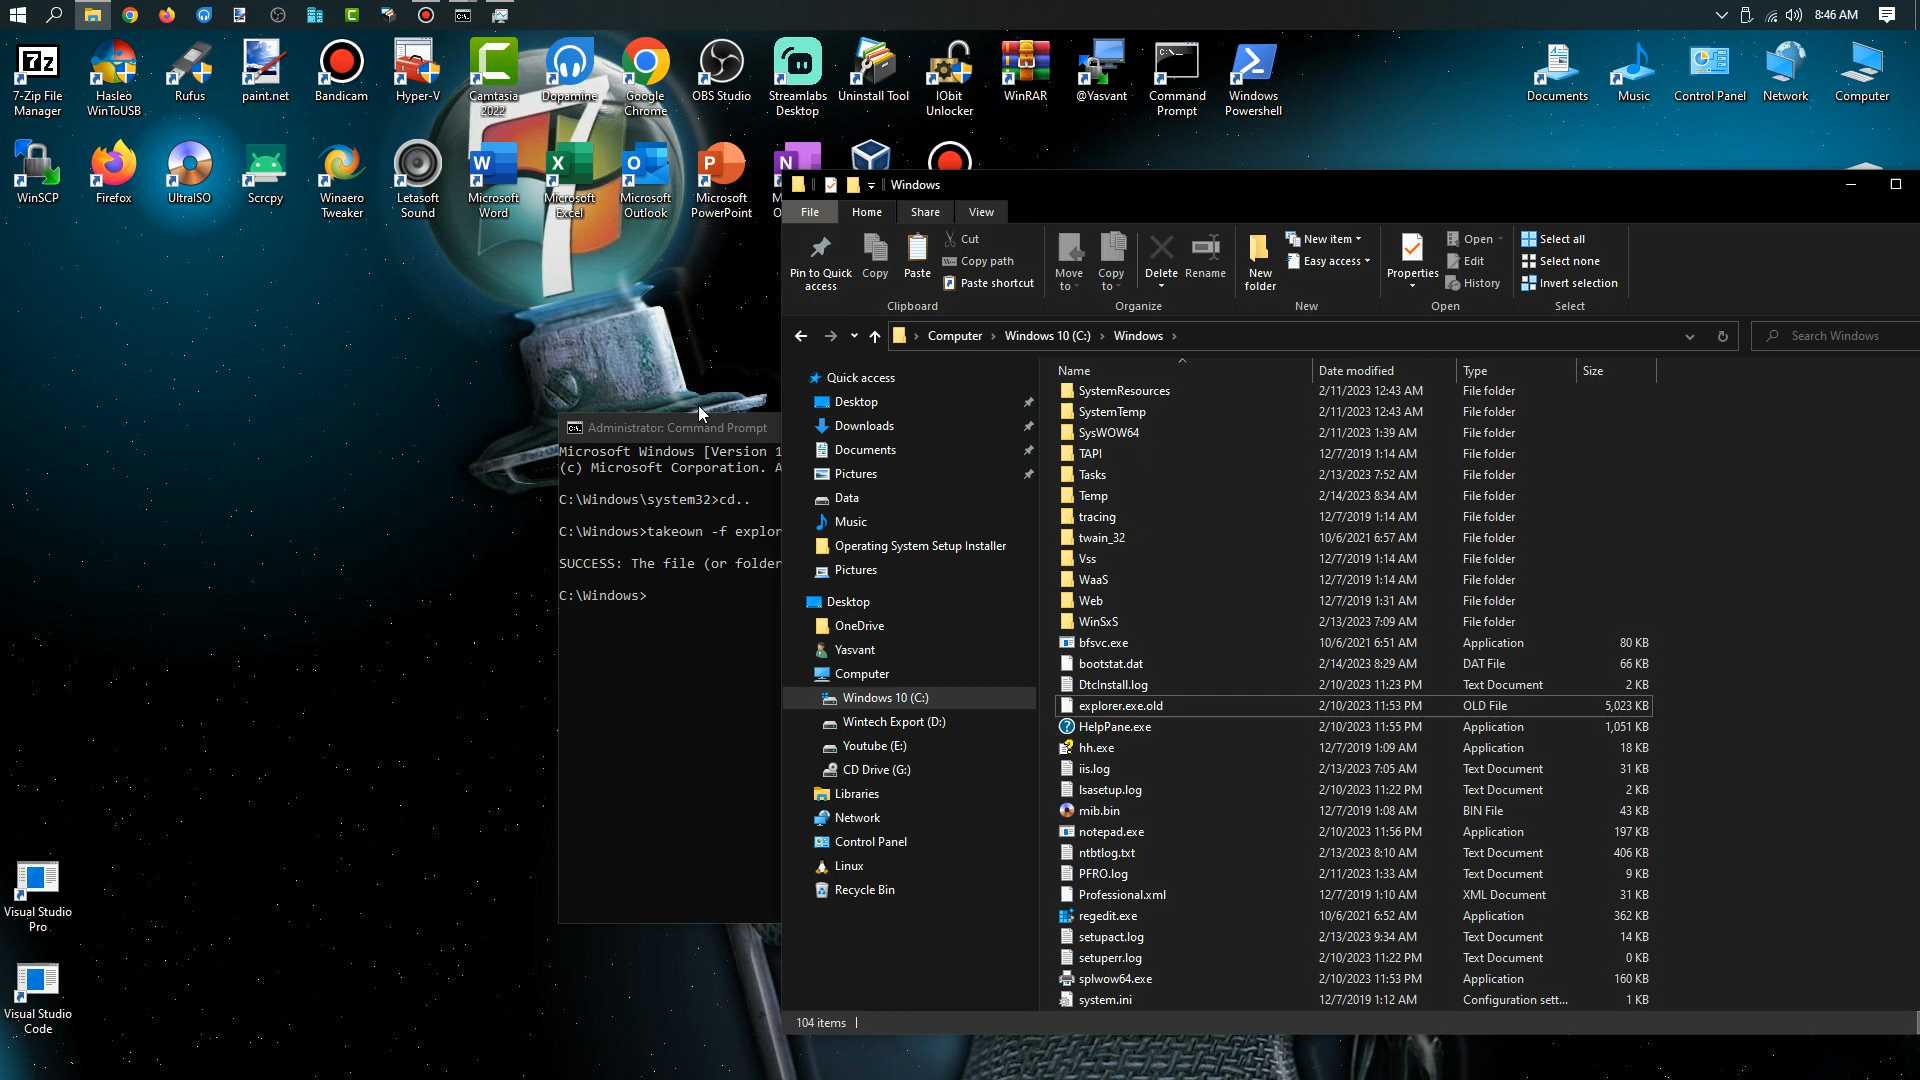 8:46 AM
7z
7-Zip File
Manager
Hasleo
WinToUSB
Rufus
paint.net
Bandicam
Hyper-V
Camtasia
2022
Dopamine
Google
Chrome
OBS Studio
Streamlabs
Desktop
Uninstall Tool
IObit
Unlocker
WinRAR
@Yasvant
Command
Prompt
Windows
Powershell
Documents
Music
Control Panel
Network
Computer
WinSCP
Firefox
UltraISO
Scrcpy
Winaero
Tweaker
Letasoft
Sound
Microsoft
Word
Microsoft
Excel
Microsoft
Outlook
Microsoft
PowerPoint
Visual Studio
Pro
Visual Studio
Code
Administrator: Command Prompt
Microsoft Windows [Version 1
(c) Microsoft Corporation. A
C:\Windows\system32>cd..
C:\Windows>takeown -f explor
SUCCESS: The file (or folder
C:\Windows>
Windows
File Home Share View
Pin to Quick
access
Copy
Paste
Cut
Copy path
Paste shortcut
Clipboard
Move
to
Copy
to
Delete
Rename
Organize
New
folder
New item
Easy access
New
Properties
Open
Edit
History
Open
Select all
Select none
Invert selection
Select
Computer > Windows 10 (C:) > Windows >
Search Windows
Quick access
Desktop
Downloads
Documents
Pictures
Data
Music
Operating System Setup Installer
Pictures
Desktop
OneDrive
Yasvant
Computer
Windows 10 (C:)
Wintech Export (D:)
Youtube (E:)
CD Drive (G:)
Libraries
Network
Control Panel
Linux
Recycle Bin
Name Date modified Type Size
SystemResources 2/11/2023 12:43 AM File folder
SystemTemp 2/11/2023 12:43 AM File folder
SysWOW64 2/11/2023 1:39 AM File folder
TAPI 12/7/2019 1:14 AM File folder
Tasks 2/13/2023 7:52 AM File folder
Temp 2/14/2023 8:34 AM File folder
tracing 12/7/2019 1:14 AM File folder
twain_32 10/6/2021 6:57 AM File folder
Vss 12/7/2019 1:14 AM File folder
WaaS 12/7/2019 1:14 AM File folder
Web 12/7/2019 1:31 AM File folder
WinSxS 2/13/2023 7:09 AM File folder
bfsvc.exe 10/6/2021 6:51 AM Application 80 KB
bootstat.dat 2/14/2023 8:29 AM DAT File 66 KB
DtcInstall.log 2/10/2023 11:23 PM Text Document 2 KB
explorer.exe.old 2/10/2023 11:53 PM OLD File 5,023 KB
HelpPane.exe 2/10/2023 11:55 PM Application 1,051 KB
hh.exe 12/7/2019 1:09 AM Application 18 KB
iis.log 2/13/2023 7:05 AM Text Document 31 KB
lsasetup.log 2/10/2023 11:22 PM Text Document 2 KB
mib.bin 12/7/2019 1:08 AM BIN File 43 KB
notepad.exe 2/10/2023 11:56 PM Application 197 KB
ntbtlog.txt 2/13/2023 8:10 AM Text Document 406 KB
PFRO.log 2/11/2023 1:33 AM Text Document 9 KB
Professional.xml 12/7/2019 1:10 AM XML Document 31 KB
regedit.exe 10/6/2021 6:52 AM Application 362 KB
setupact.log 2/13/2023 9:34 AM Text Document 14 KB
setuperr.log 2/10/2023 11:22 PM Text Document 0 KB
splwow64.exe 2/10/2023 11:53 PM Application 160 KB
system.ini 12/7/2019 1:12 AM Configuration sett... 1 KB
104 items